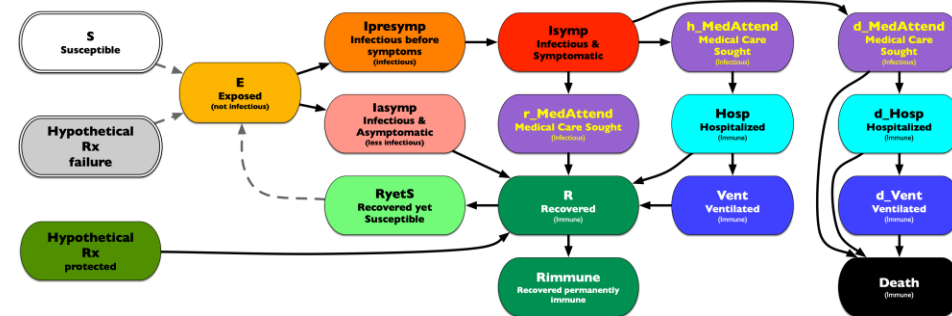 S
Susceptible
Hypothetical
Rx
failure
Hypothetical
Rx
protected
E
Exposed
(not infectious)
Ipresymp
Infectious before
symptoms
(infectious)
Iasymp
Infectious &
Asymptomatic
(less infectious)
RyetS
Recovered yet
Susceptible
Isymp
Infectious &
Symptomatic
r_MedAttend
Medical Care Sought
(Infectious)
R
Recovered
(Immune)
Rimmune
Recovered permanently
immune
h_MedAttend
Medical Care
Sought
(Infectious)
Hosp
Hospitalized
(Immune)
Vent
Ventilated
(Immune)
d_MedAttend
Medical Care
Sought
(Infectious)
d_Hosp
Hospitalized
(Immune)
d_Vent
Ventilated
(Immune)
Death
(Immune)